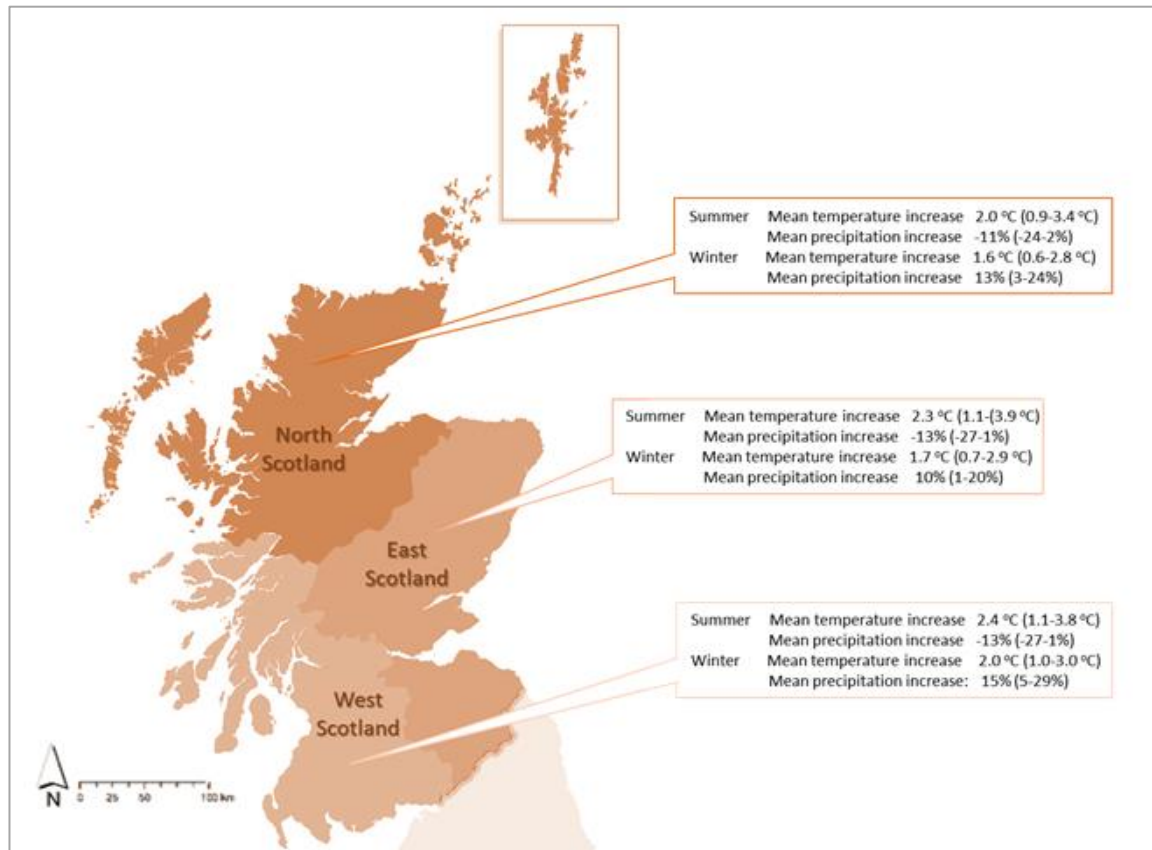 Summer Mean temperature increase 2.0 ºC (0.9-3.4 ºC)
Mean precipitation increase -11% (-24-2%)
Winter Mean temperature increase 1.6 ºC (0.6-2.8 ºC)
Mean precipitation increase 13% (3-24%)
Summer Mean temperature increase 2.3 ºC (1.1-(3.9 ºC)
Mean precipitation increase -13% (-27-1%)
Winter Mean temperature increase 1.7 ºC (0.7-2.9 ºC)
Mean precipitation increase 10% (1-20%)
North
Scotland
East
Scotland
Summer Mean temperature increase 2.4 ºC (1.1-3.8 ºC)
Mean precipitation increase -13% (-27-1%)
Winter Mean temperature increase 2.0 ºC (1.0-3.0 ºC)
Mean precipitation increase: 15% (5-29%)
West
Scotland
N
0 25 50 100 km